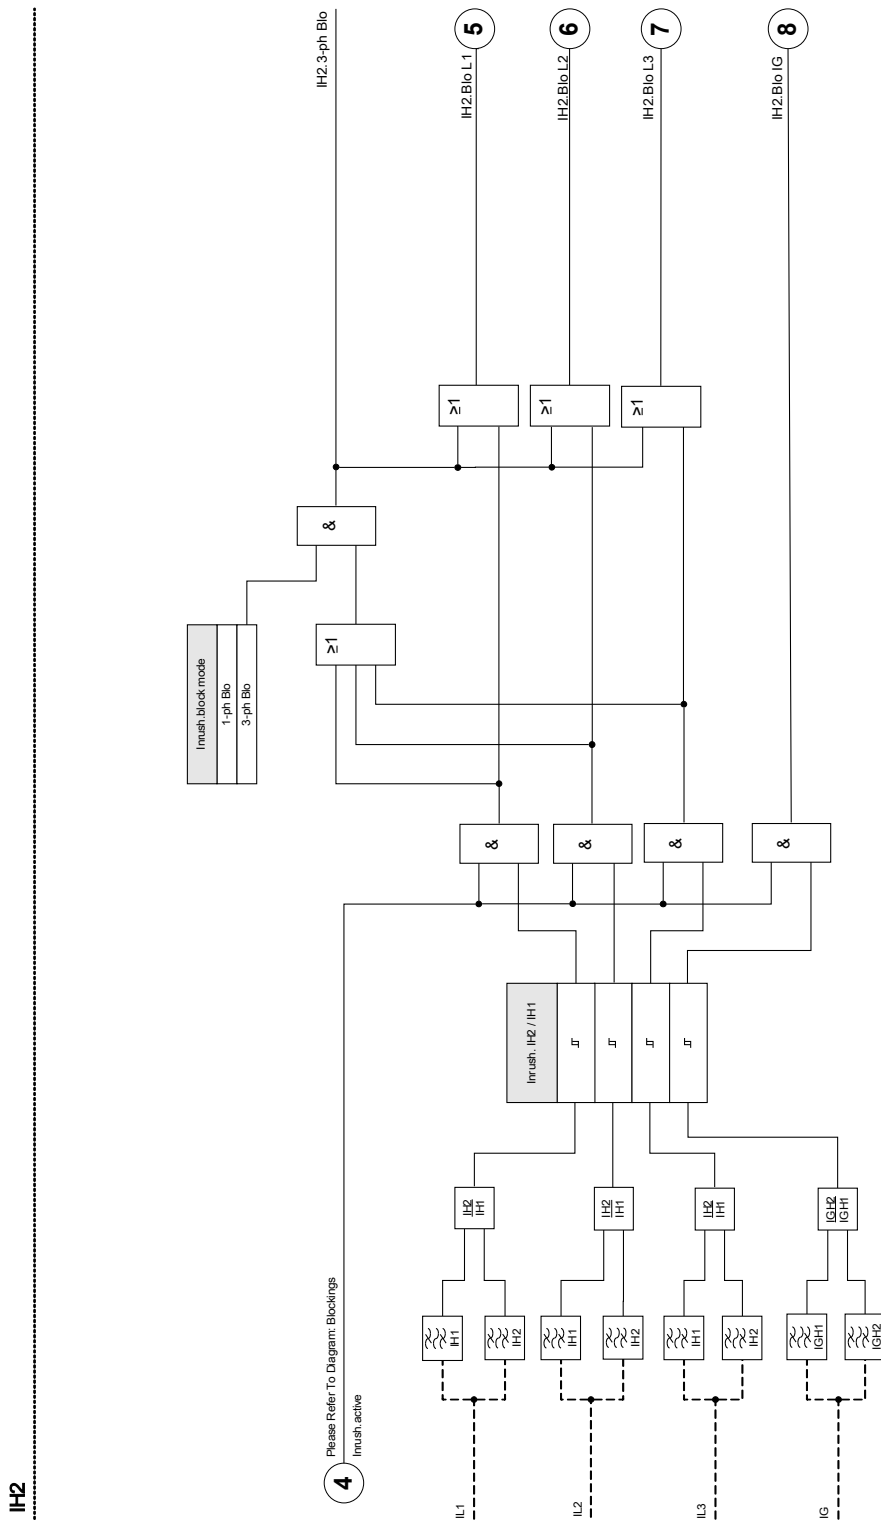 IH2
4
Please Refer To Diagram: Blockings
Inrush.active
IL1
IL2
IL3
IG
IH1
IH2
IH1
IH2
IH1
IH2
IGH1
IGH2
IH2
IH1
IH2
IH1
IH2
IH1
IGH2
IGH1
Inrush. IH2 / IH1
&
&
&
&
Inrush.block mode
1-ph Blo
3-ph Blo
≥1
&
≥1
≥1
≥1
IH2.3-ph Blo
IH2.Blo L1
5
IH2.Blo L2
6
IH2.Blo L3
7
IH2.Blo IG
8